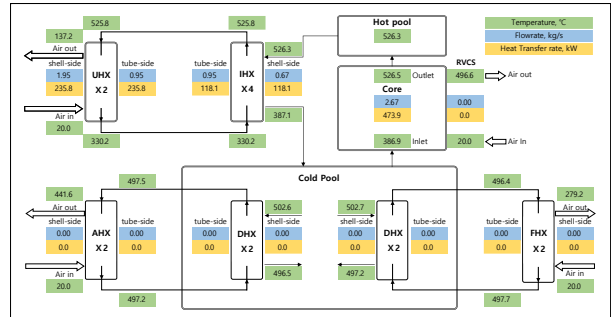 525.8 525.8 Hot pool Temperature, ℃
137.2 526.3 Flowrate, kg/s
Air out 526.3 Heat Transfer rate, kW
shell-side UHX tube-side tube-side IHX shell-side 526.5 Outlet RVCS
1.95 X 2 0.95 0.95 X 4 0.67 Core 496.6 Air out
235.8 235.8 118.1 118.1 2.67 0.00
Air in 387.1 473.9 0.0
20.0 330.2 330.2 386.9 Inlet 20.0 Air In
Cold Pool
441.6 497.5 502.6 502.7 496.4 279.2
Air out Air out
shell-side tube-side tube-side shell-side shell-side tube-side tube-side shell-side
0.00 AHX 0.00 0.00 DHX 0.00 0.00 DHX 0.00 0.00 FHX 0.00
0.0 X 2 0.0 0.0 X 2 0.0 0.0 X 2 0.0 0.0 X 2 0.0
Air in 496.5 497.2 Air in
20.0 497.2 497.7 20.0